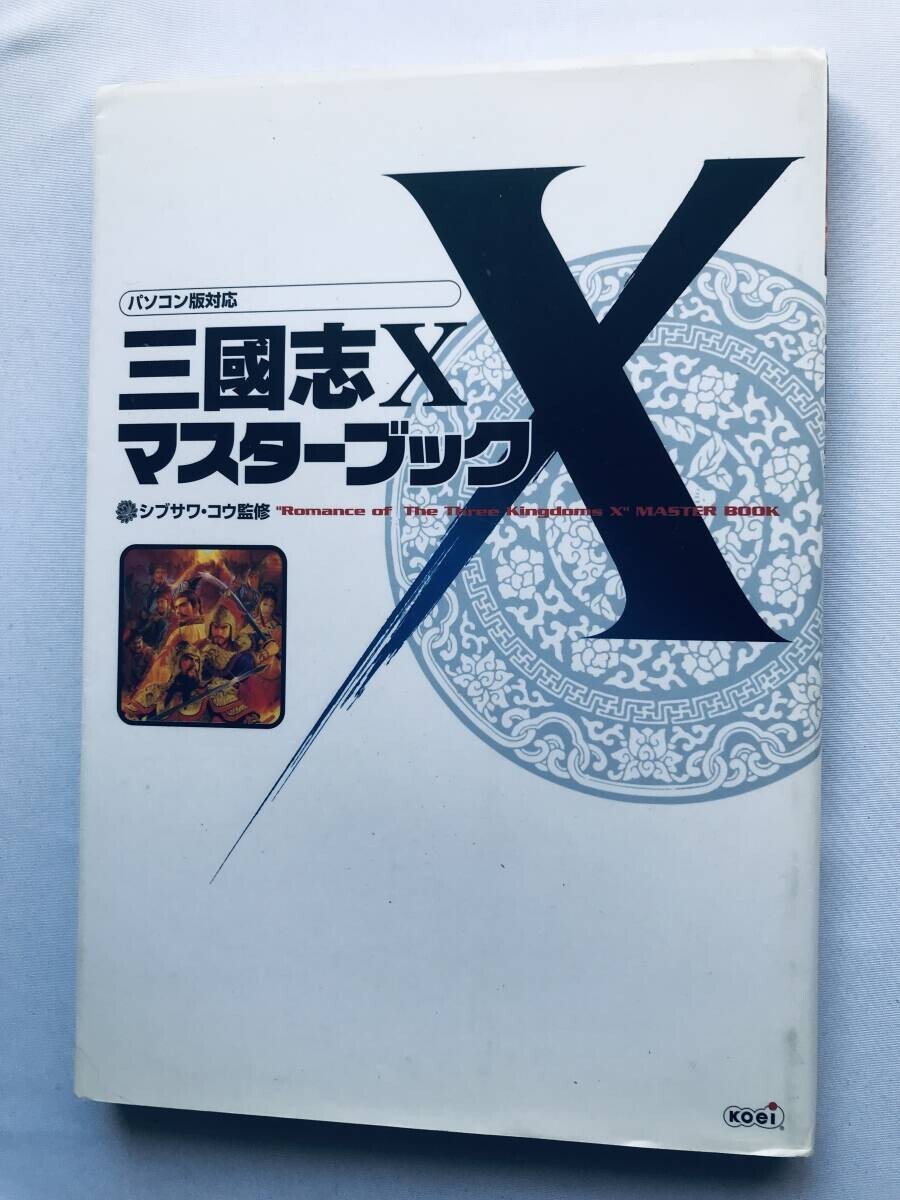 パソコン版対応
三國志X
マスターブック
シブサワ・コウ監修 "Romance of The Three Kingdoms X" MASTER BOOK
X
KOEI